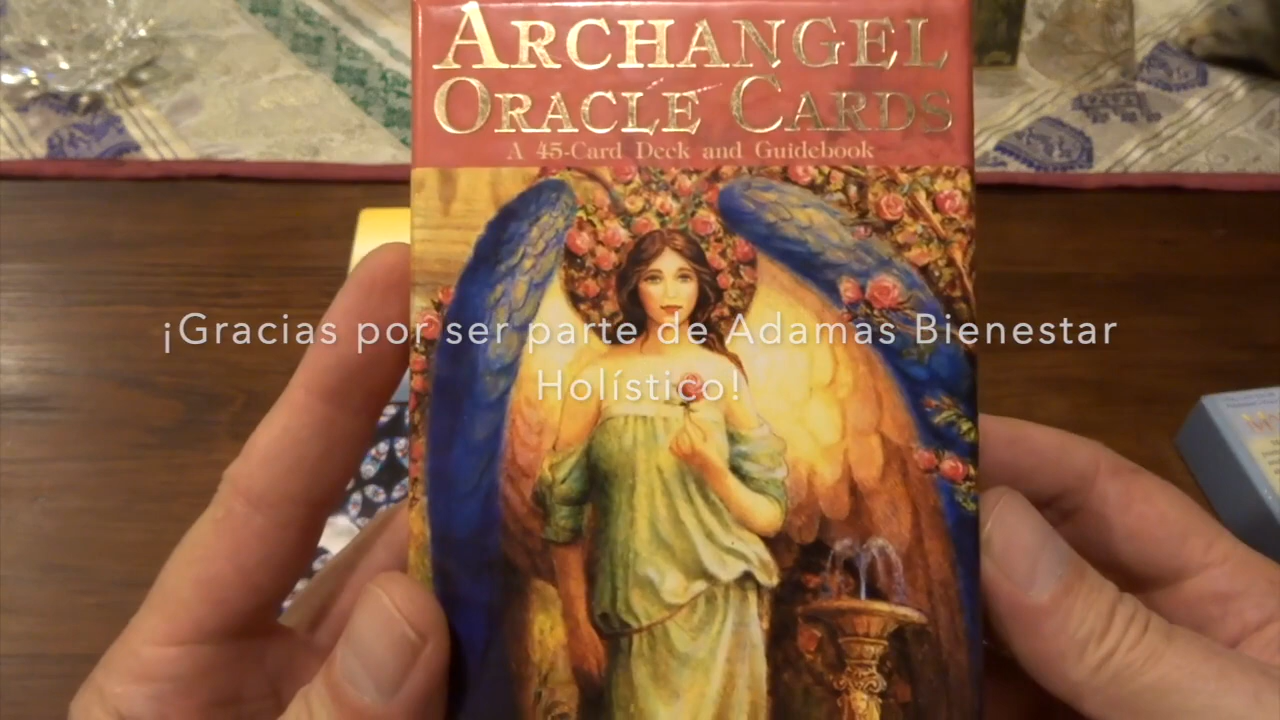 ARCHANGEL
ORACLE CARDS
A 45-Card Deck and Guidebook
¡Gracias por ser parte de Adamas Bienestar
Holístico!